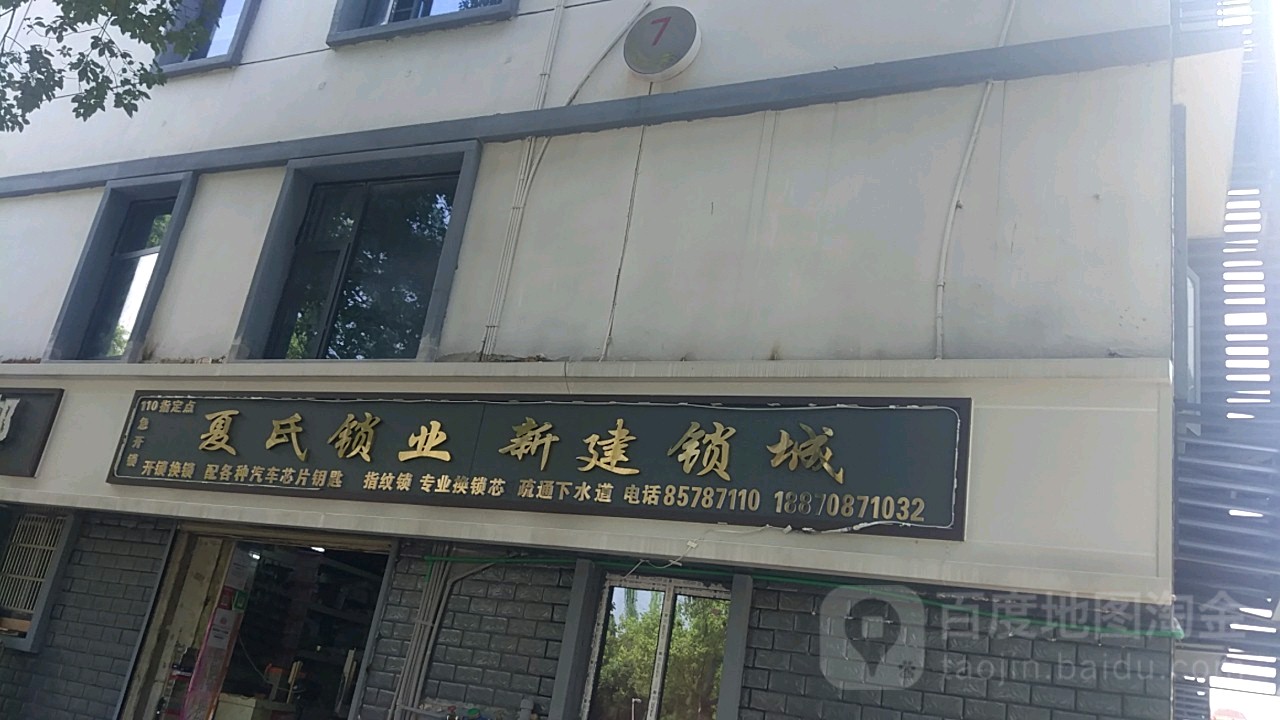 7
110指定点
急开锁
夏氏锁业 新建锁城
开锁换锁 配各种汽车芯片钥匙 指纹锁 专业换锁芯 疏通下水道 电话85787110 18870871032
百度地图淘金
taojin.baidu.com